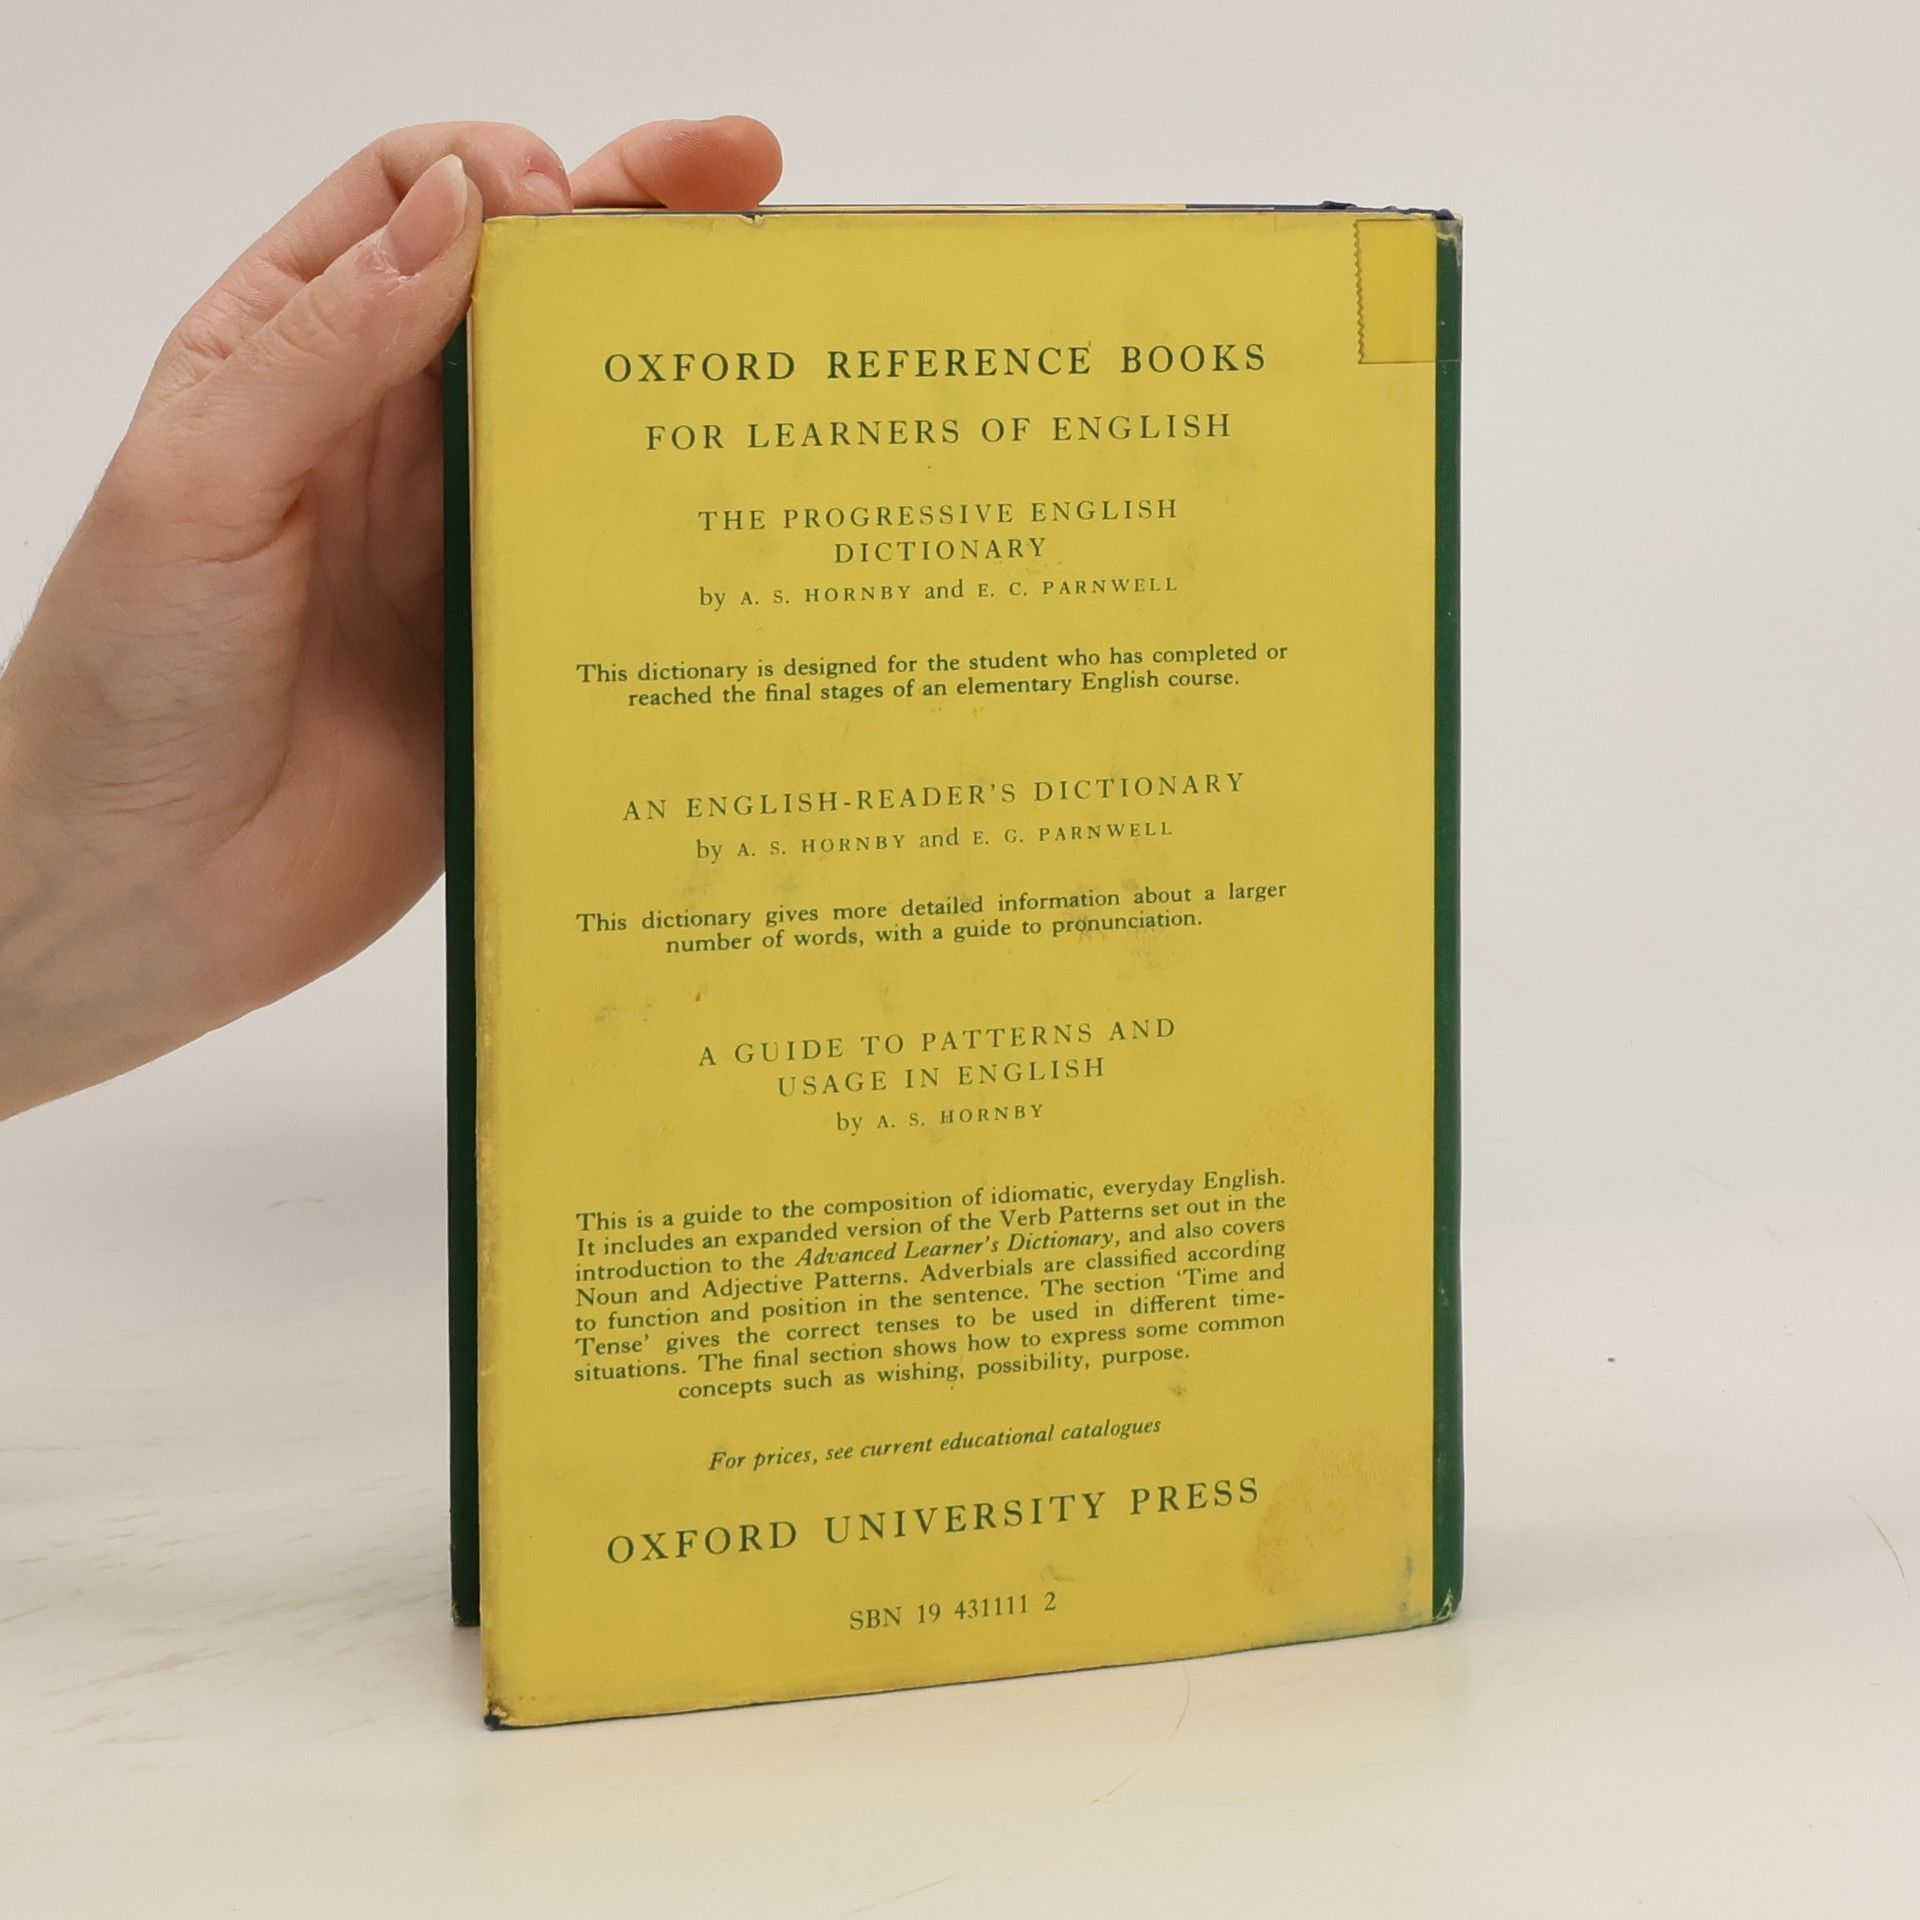 OXFORD REFERENCE BOOKS
FOR LEARNERS OF ENGLISH
THE PROGRESSIVE ENGLISH
DICTIONARY
by A. S. HORNBY and E. C. PARNWELL
This dictionary is designed for the student who has completed or
reached the final stages of an elementary English course.
AN ENGLISH-READER'S DICTIONARY
by A. S. HORNBY and E. C. PARNWELL
This dictionary gives more detailed information about a larger
number of words, with a guide to pronunciation.
A GUIDE TO PATTERNS AND
USAGE IN ENGLISH
by A. S. HORNBY
This is a guide to the composition of idiomatic, everyday English.
It includes an expanded version of the Verb Patterns set out in the
introduction to the Advanced Learner's Dictionary, and also covers
Noun and Adjective Patterns. Adverbials are classified according
to function and position in the sentence. The section 'Time and
Tense' gives the correct tenses to be used in different time-
situations. The final section shows how to express some common
concepts such as wishing, possibility, purpose.
For prices, see current educational catalogues
OXFORD UNIVERSITY PRESS
SBN 19 431111 2